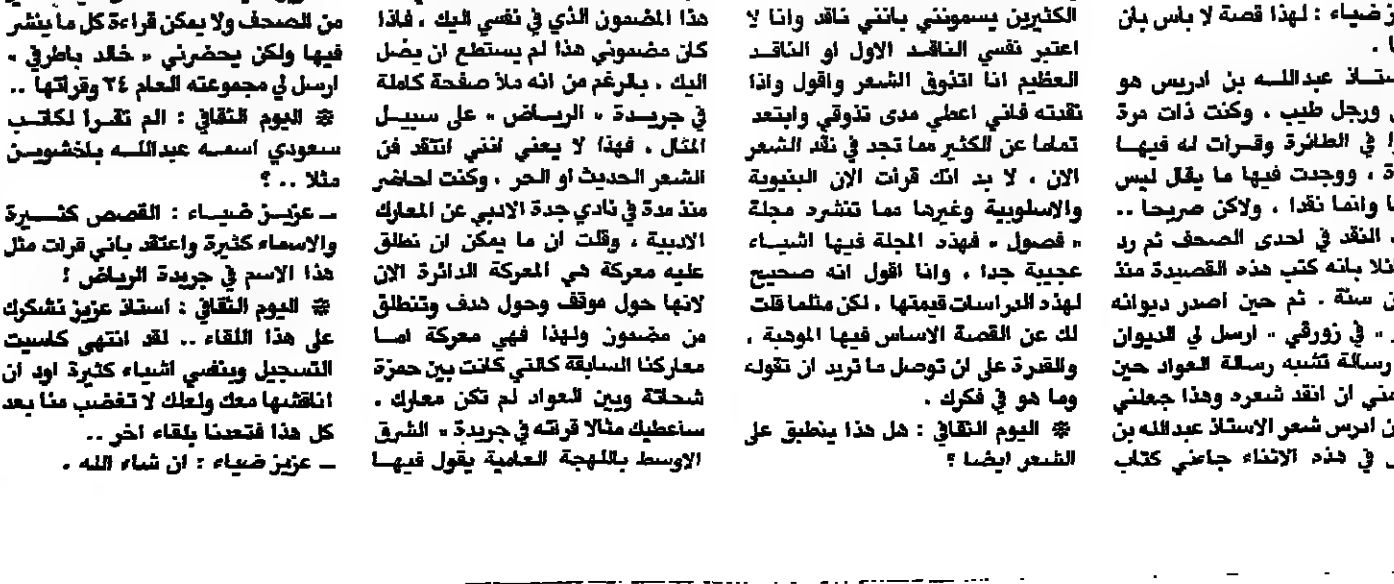 ز ضياء : لهذا قصة لا باس بان
ا .
ستاذ عبدالله بن ادريس هو
ورجل طيب . وكنت ذات مرة
ا في الطائرة وقرأت له فيها
ة ، ووجدت فيها ما يقال ليس
ا وانما نقدا . ولاكن صريحا ..
النقد في احدى الصحف ثم رد
ائلا بانه كتب هذه القصيدة منذ
ن سنة . ثم حين اصدر ديوانه
« في زورقي » ارسل لي الديوان
رسالة تشبه رسالة العواد حين
مني ان انقد شعره وهذا جعلني
ن ادرس شعر الاستاذ عبدالله بن
في هذه الاثناء جاءني كتاب
الكثيرين يسمونني بانني ناقد وانا لا
اعتبر نفسي الناقد الاول او الناقد
العظيم انا اتذوق الشعر واقول واذا
نقدته فاني اعطي مدى تذوقي وابتعد
تماما عن الكثير مما تجد في نقد الشعر
الان . لا بد انك قرأت الان البنيوية
والاسلوبية وغيرها مما تنشره مجلة
« فصول » فهذه المجلة فيها اشياء
عجيبة جدا . وانا اقول انه صحيح
لهذه الدراسات قيمتها . لكن مثلما قلت
لك عن القصة الاساس فيها الموهبة .
والقدرة على ان توصل ما تريد ان تقوله
وما هو في فكرك .
※ اليوم الثقافي : هل هذا ينطبق على
الشعر ايضا ؟
هذا المضمون الذي في نفسي اليك . فاذا
كان مضموني هذا لم يستطع ان يصل
اليك . بالرغم من انه ملأ صفحة كاملة
في جريدة « الرياض » على سبيل
المثال . فهذا لا يعني انني انتقد فن
الشعر الحديث او الحر . وكنت احاضر
منذ مدة في نادي جدة الادبي عن المعارك
الادبية ، وقلت ان ما يمكن ان نطلق
عليه معركة هي المعركة الدائرة الان
لانها حول موقف وحول هدف وتنطلق
من مضمون ولهذا فهي معركة اما
معاركنا السابقة كالتي كانت بين حمزة
شحاتة وبين العواد لم تكن معارك .
ساعطيك مثالا قرأته في جريدة « الشرق
الاوسط باللهجة العامية يقول فيها
من الصحف ولا يمكن قراءة كل ما ينشر
فيها ولكن يحضرني « خالد باطرفي »
ارسل لي مجموعته العام ٢٤ وقرأتها ..
※ اليوم الثقافي : الم تقرأ لكاتب
سعودي اسمه عبدالله باخشوين
مثلا .. ؟
ــ عزيز ضياء : القصص كثيرة
والاسماء كثيرة واعتقد باني قرأت مثل
هذا الاسم في جريدة الرياض !
※ اليوم الثقافي : استاذ عزيز نشكرك
على هذا اللقاء .. لقد انتهى كاسيت
التسجيل وبنفسي اشياء كثيرة اود ان
اناقشها معك ولعلك لا تغضب منا بعد
كل هذا فتعدنا بلقاء اخر ..
ــ عزيز ضياء : ان شاء الله .